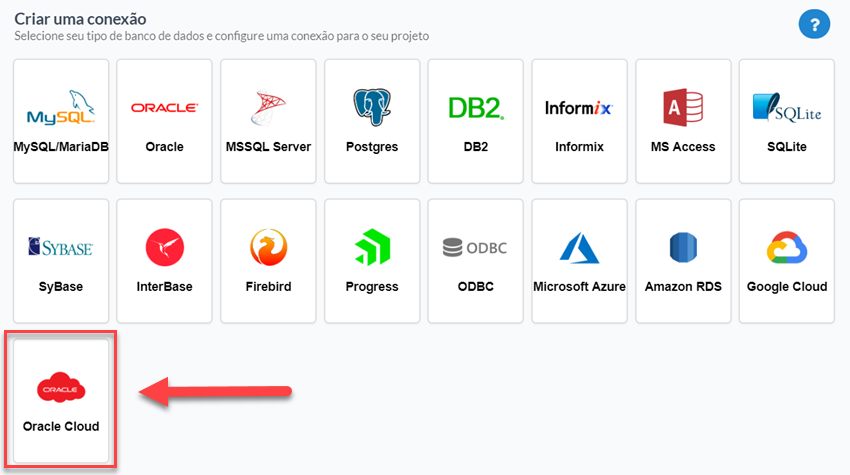 Criar uma conexão
Selecione seu tipo de banco de dados e configure uma conexão para o seu projeto
?
MySQL ORACLE DB2 Informix A SQLite
MySQL/MariaDB Oracle MSSQL Server Postgres DB2 Informix MS Access SQLite
SYBASE ODBC
SyBase InterBase Firebird Progress ODBC Microsoft Azure Amazon RDS Google Cloud
ORACLE
Oracle Cloud